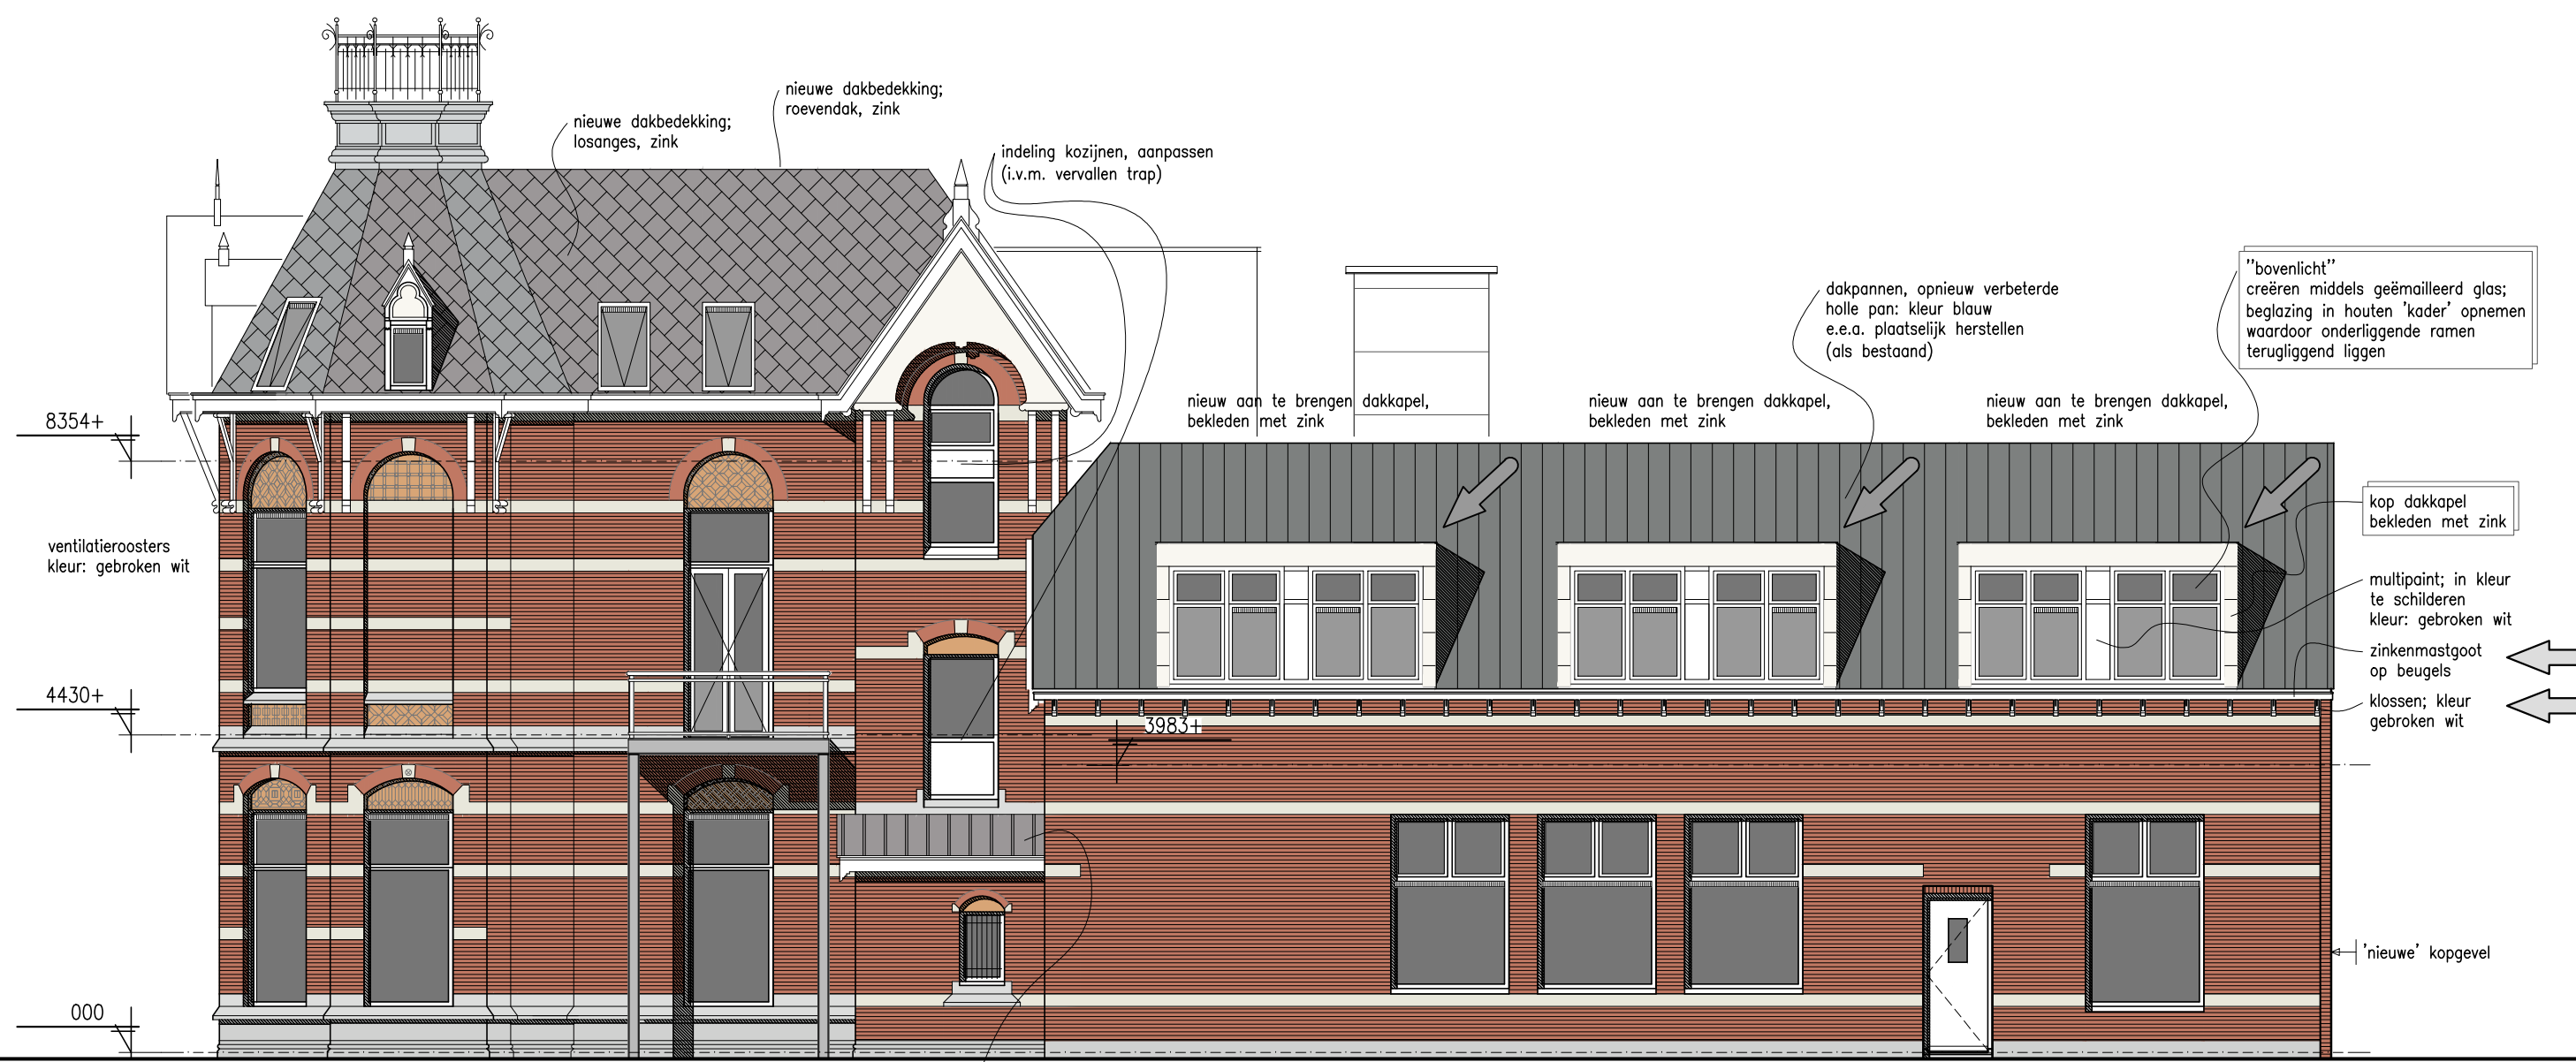 nieuwe dakbedekking;
roevendak, zink
nieuwe dakbedekking;
losanges, zink
indeling kozijnen, aanpassen
(i.v.m. vervallen trap)
"bovenlicht"
creëren middels geëmailleerd glas;
beglazing in houten 'kader' opnemen
waardoor onderliggende ramen
terugliggend liggen
dakpannen, opnieuw verbeterde
holle pan: kleur blauw
e.e.a. plaatselijk herstellen
(als bestaand)
nieuw aan te brengen dakkapel,
bekleden met zink
nieuw aan te brengen dakkapel,
bekleden met zink
nieuw aan te brengen dakkapel,
bekleden met zink
8354+
kop dakkapel
bekleden met zink
ventilatieroosters
kleur: gebroken wit
multipaint; in kleur
te schilderen
kleur: gebroken wit
zinkenmastgoot
op beugels
4430+
klossen; kleur
gebroken wit
3983+
'nieuwe' kopgevel
000